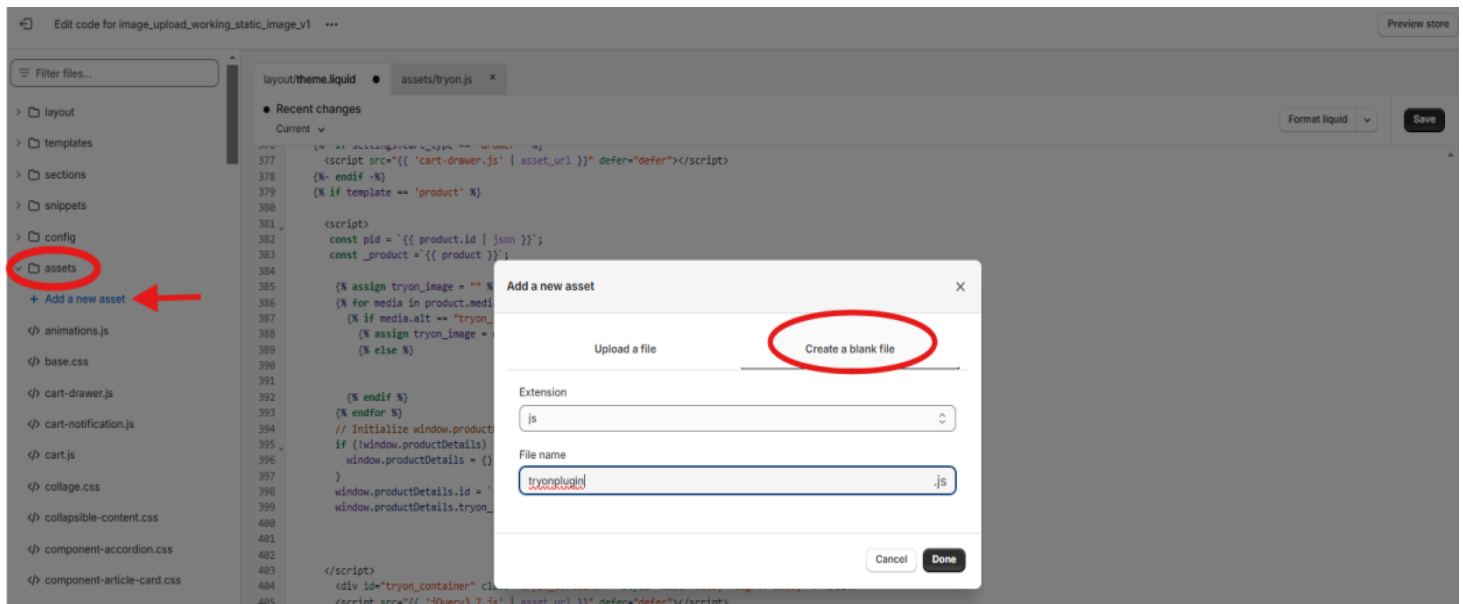 Edit code for image_upload_working_static_image_v1 •••
Preview store
Filter files...
layout
templates
sections
snippets
config
assets
+ Add a new asset
</> animations.js
</> base.css
</> cart-drawer.js
</> cart-notification.js
</> cart.js
</> collage.css
</> collapsible-content.css
</> component-accordion.css
</> component-article-card.css
layout/theme.liquid ● assets/tryon.js ×
Recent changes
Current
Format liquid
Save
377 <script src="{{ 'cart-drawer.js' | asset_url }}" defer="defer"></script>
378 {%- endif -%}
379 {% if template == 'product' %}
380
381 <script>
382 const pid = `{{ product.id | json }}`;
383 const _product =`{{ product }}`;
384
385 {% assign tryon_image = "" %
386 {% for media in product.medi
387 {% if media.alt == "tryon_
388 {% assign tryon_image =
389 {% else %}
390
391
392 {% endif %}
393 {% endfor %}
394 // Initialize window.product
395 if (!window.productDetails)
396 window.productDetails = {}
397 }
398 window.productDetails.id = `
399 window.productDetails.tryon_
400
401
402
403 </script>
404 <div id="tryon_container"
Add a new asset
Upload a file
Create a blank file
Extension
js
File name
tryonplugin .js
Cancel
Done